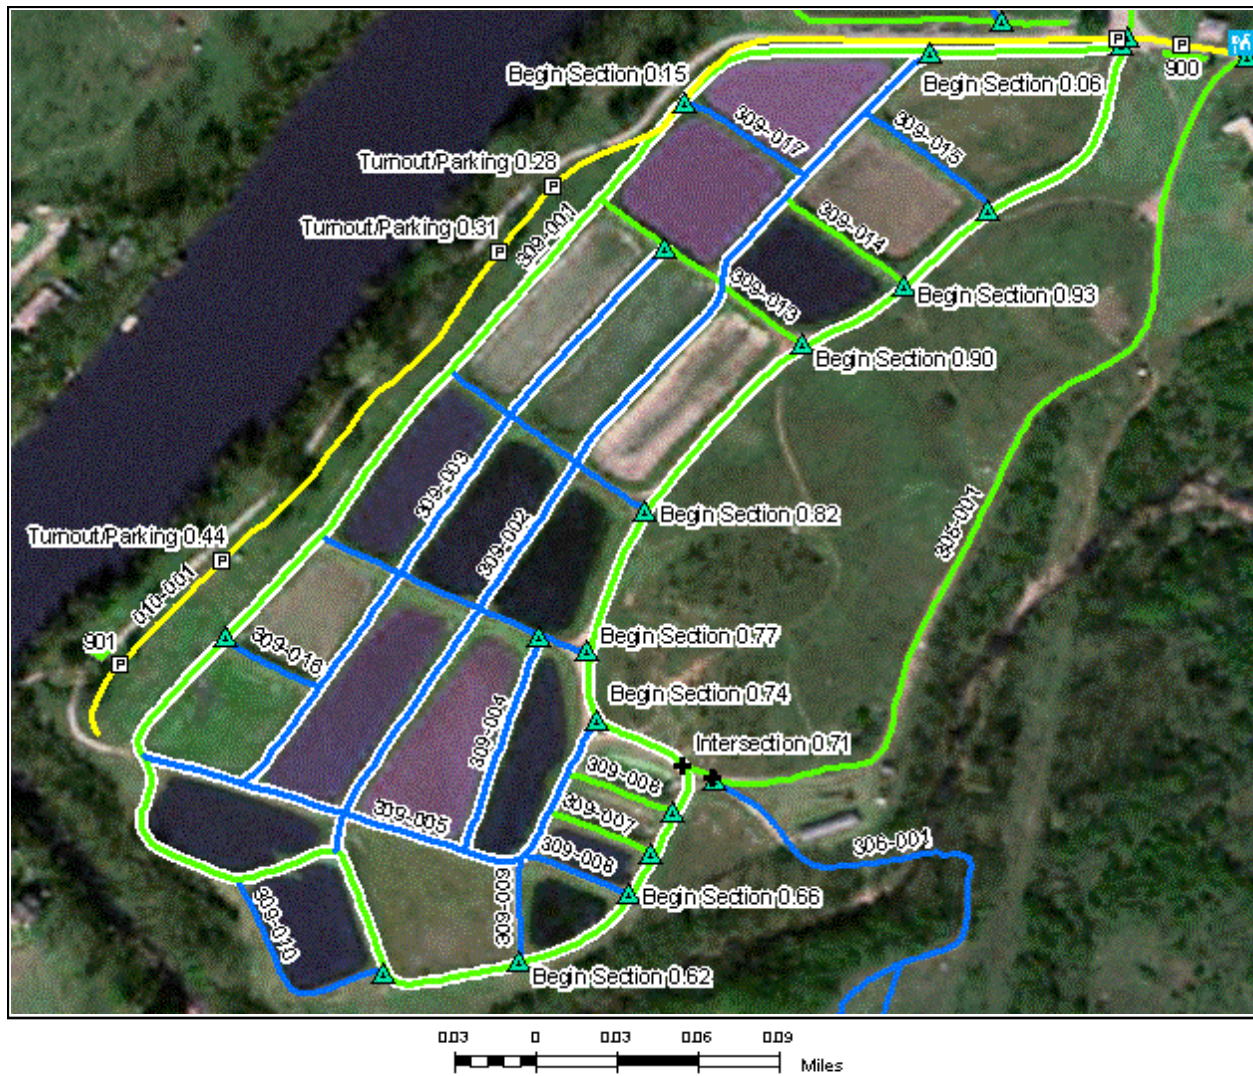 Begin Section 0.15
Begin Section 0.06
900
309-017
309-015
Turnout/Parking 0.28
Turnout/Parking 0.31
309-001
309-014
309-013
Begin Section 0.93
Begin Section 0.90
309-003
309-002
Begin Section 0.82
305-001
Turnout/Parking 0.44
010-001
901
309-016
Begin Section 0.77
Begin Section 0.74
309-004
Intersection 0.71
309-005
309-007
306-001
309-009
309-010
Begin Section 0.66
Begin Section 0.62
0.03 0 0.03 0.06 0.09
Miles